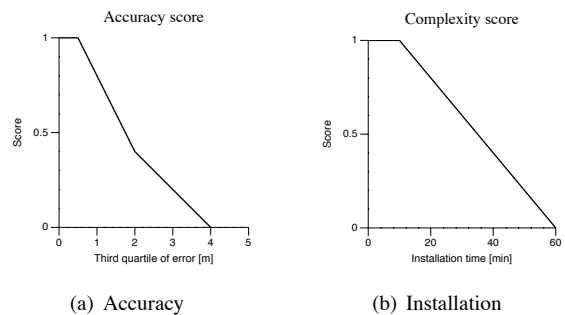 Accuracy score
1
0.5
0
Score
0 1 2 3 4 5
Third quartile of error [m]
(a) Accuracy
Complexity score
1
0.5
0
Score
0 20 40 60
Installation time [min]
(b) Installation